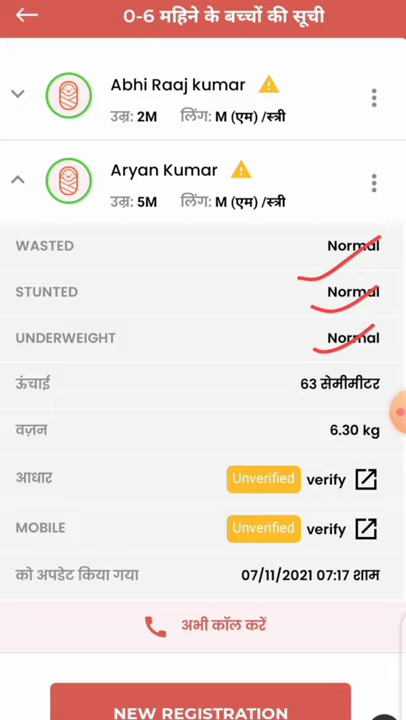 0-6 महिने के बच्चों की सूची
Abhi Raaj kumar
उम्र: 2M लिंग: M (एम) /स्त्री
Aryan Kumar
उम्र: 5M लिंग: M (एम) /स्त्री
WASTED Normal
STUNTED Normal
UNDERWEIGHT Normal
ऊंचाई 63 सेमीमीटर
वज़न 6.30 kg
आधार Unverified verify
MOBILE Unverified verify
को अपडेट किया गया 07/11/2021 07:17 शाम
अभी कॉल करें
NEW REGISTRATION